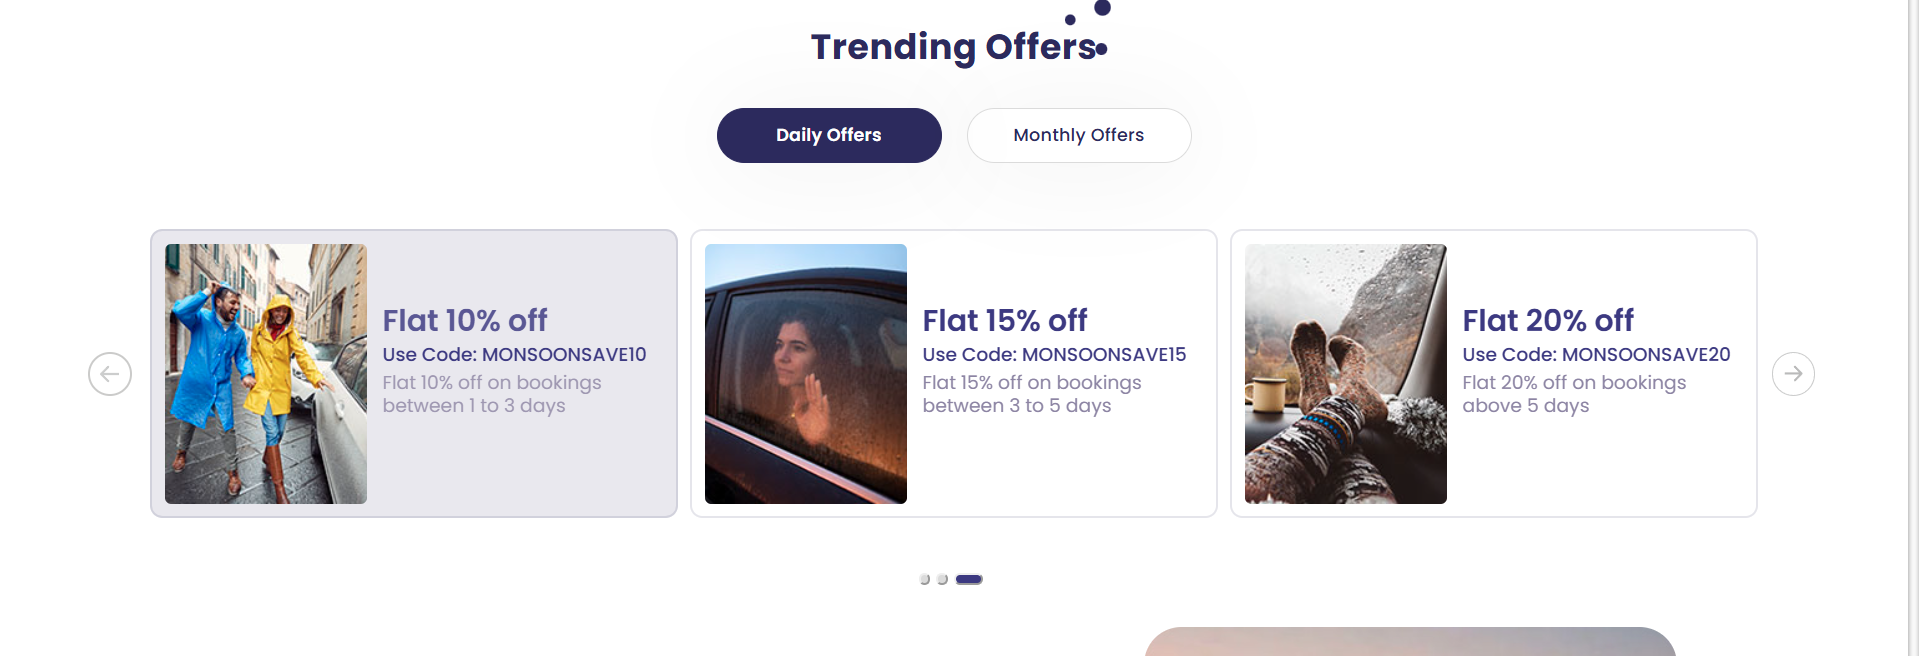 Trending Offers
Daily Offers
Monthly Offers
Flat 10% off
Use Code: MONSOONSAVE10
Flat 10% off on bookings
between 1 to 3 days
Flat 15% off
Use Code: MONSOONSAVE15
Flat 15% off on bookings
between 3 to 5 days
Flat 20% off
Use Code: MONSOONSAVE20
Flat 20% off on bookings
above 5 days